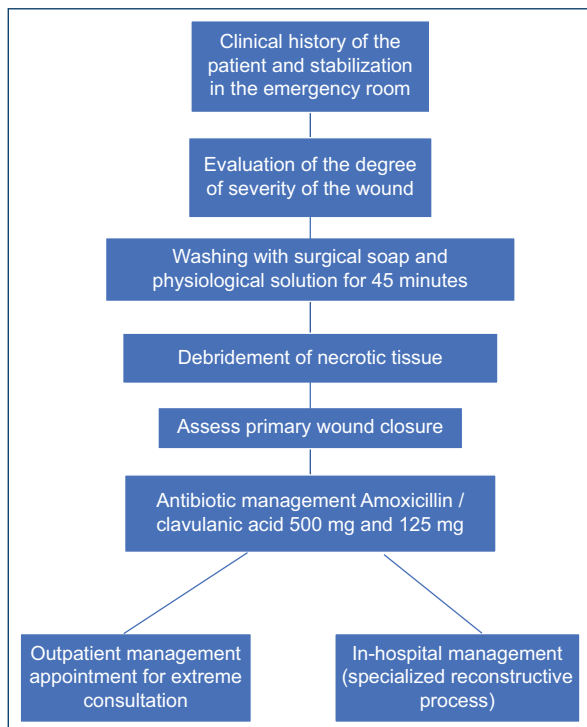 Clinical history of the
patient and stabilization
in the emergency room
Evaluation of the degree
of severity of the wound
Washing with surgical soap and
physiological solution for 45 minutes
Debridement of necrotic tissue
Assess primary wound closure
Antibiotic management Amoxicillin /
clavulanic acid 500 mg and 125 mg
Outpatient management
appointment for extreme
consultation
In-hospital management
(specialized reconstructive
process)